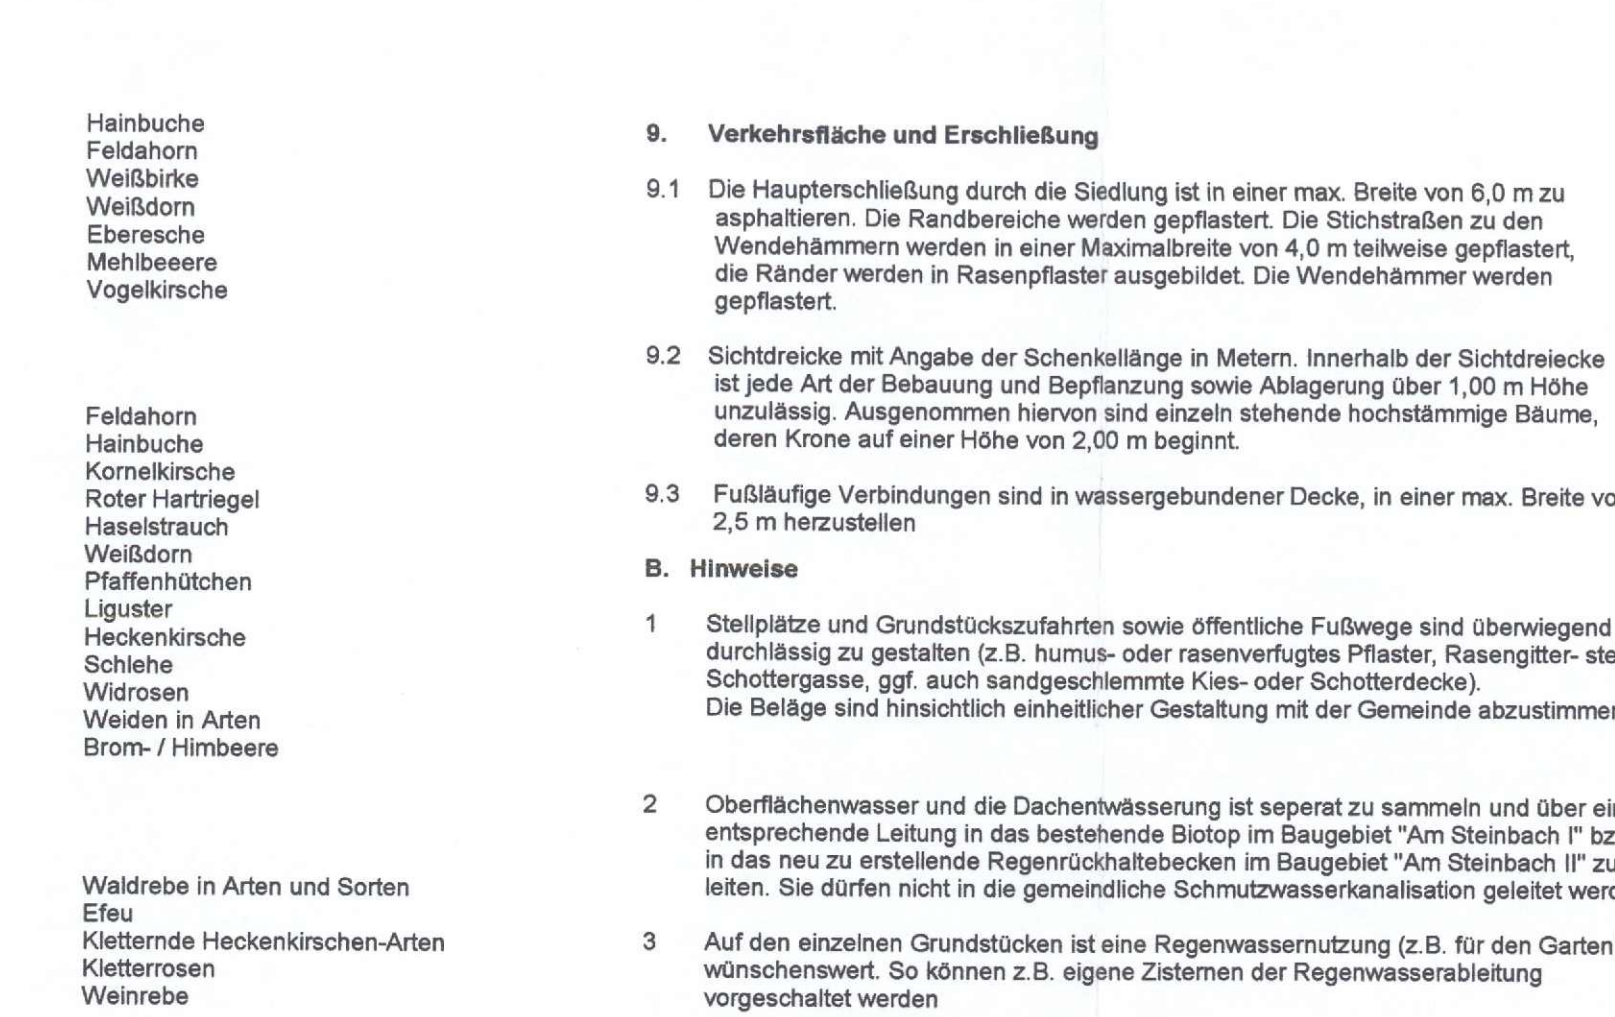 Hainbuche
Feldahorn
Weißbirke
Weißdorn
Eberesche
Mehlbeeere
Vogelkirsche
Feldahorn
Hainbuche
Kornelkirsche
Roter Hartriegel
Haselstrauch
Weißdorn
Pfaffenhütchen
Liguster
Heckenkirsche
Schlehe
Widrosen
Weiden in Arten
Brom- / Himbeere
Waldrebe in Arten und Sorten
Efeu
Kletternde Heckenkirschen-Arten
Kletterrosen
Weinrebe
9. Verkehrsfläche und Erschließung
9.1 Die Haupterschließung durch die Siedlung ist in einer max. Breite von 6,0 m zu
asphaltieren. Die Randbereiche werden gepflastert. Die Stichstraßen zu den
Wendehämmern werden in einer Maximalbreite von 4,0 m teilweise gepflastert,
die Ränder werden in Rasenpflaster ausgebildet. Die Wendehämmer werden
gepflastert.
9.2 Sichtdreicke mit Angabe der Schenkellänge in Metern. Innerhalb der Sichtdreiecke
ist jede Art der Bebauung und Bepflanzung sowie Ablagerung über 1,00 m Höhe
unzulässig. Ausgenommen hiervon sind einzeln stehende hochstämmige Bäume,
deren Krone auf einer Höhe von 2,00 m beginnt.
9.3 Fußläufige Verbindungen sind in wassergebundener Decke, in einer max. Breite vo
2,5 m herzustellen
B. Hinweise
1 Stellplätze und Grundstückszufahrten sowie öffentliche Fußwege sind überwiegend
durchlässig zu gestalten (z.B. humus- oder rasenverfugtes Pflaster, Rasengitter- ste
Schottergasse, ggf. auch sandgeschlemmte Kies- oder Schotterdecke).
Die Beläge sind hinsichtlich einheitlicher Gestaltung mit der Gemeinde abzustimmen
2 Oberflächenwasser und die Dachentwässerung ist seperat zu sammeln und über ein
entsprechende Leitung in das bestehende Biotop im Baugebiet "Am Steinbach I" bz
in das neu zu erstellende Regenrückhaltebecken im Baugebiet "Am Steinbach II" zu
leiten. Sie dürfen nicht in die gemeindliche Schmutzwasserkanalisation geleitet werd
3 Auf den einzelnen Grundstücken ist eine Regenwassernutzung (z.B. für den Garten
wünschenswert. So können z.B. eigene Zisternen der Regenwasserableitung
vorgeschaltet werden